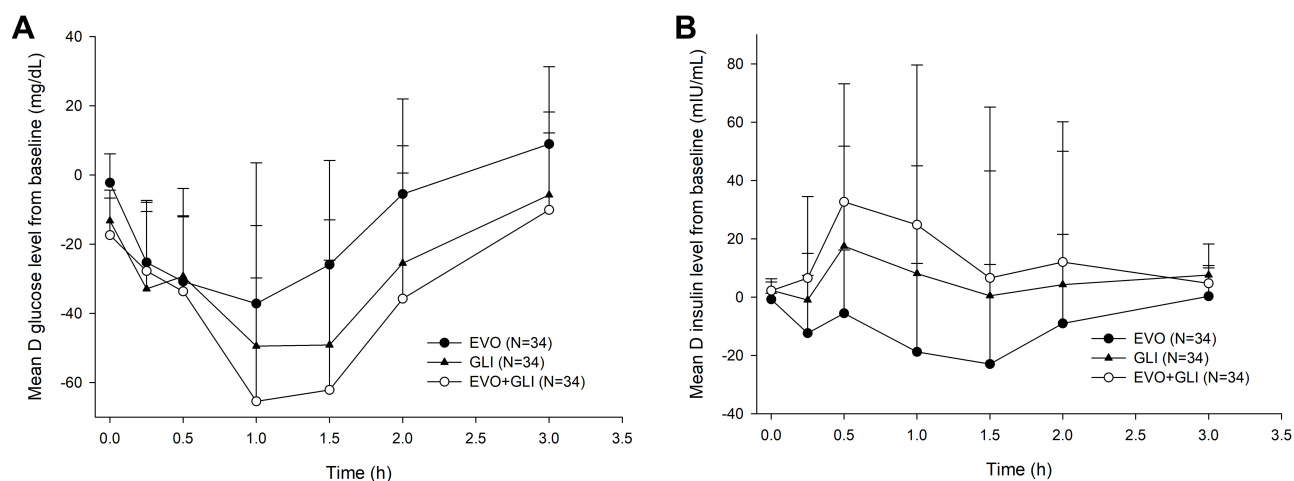 A
Mean D glucose level from baseline (mg/dL)
40
20
0
-20
-40
-60
0.0 0.5 1.0 1.5 2.0 2.5 3.0 3.5
Time (h)
EVO (N=34)
GLI (N=34)
EVO+GLI (N=34)
B
Mean D insulin level from baseline (mIU/mL)
80
60
40
20
0
-20
-40
0.0 0.5 1.0 1.5 2.0 2.5 3.0 3.5
Time (h)
EVO (N=34)
GLI (N=34)
EVO+GLI (N=34)